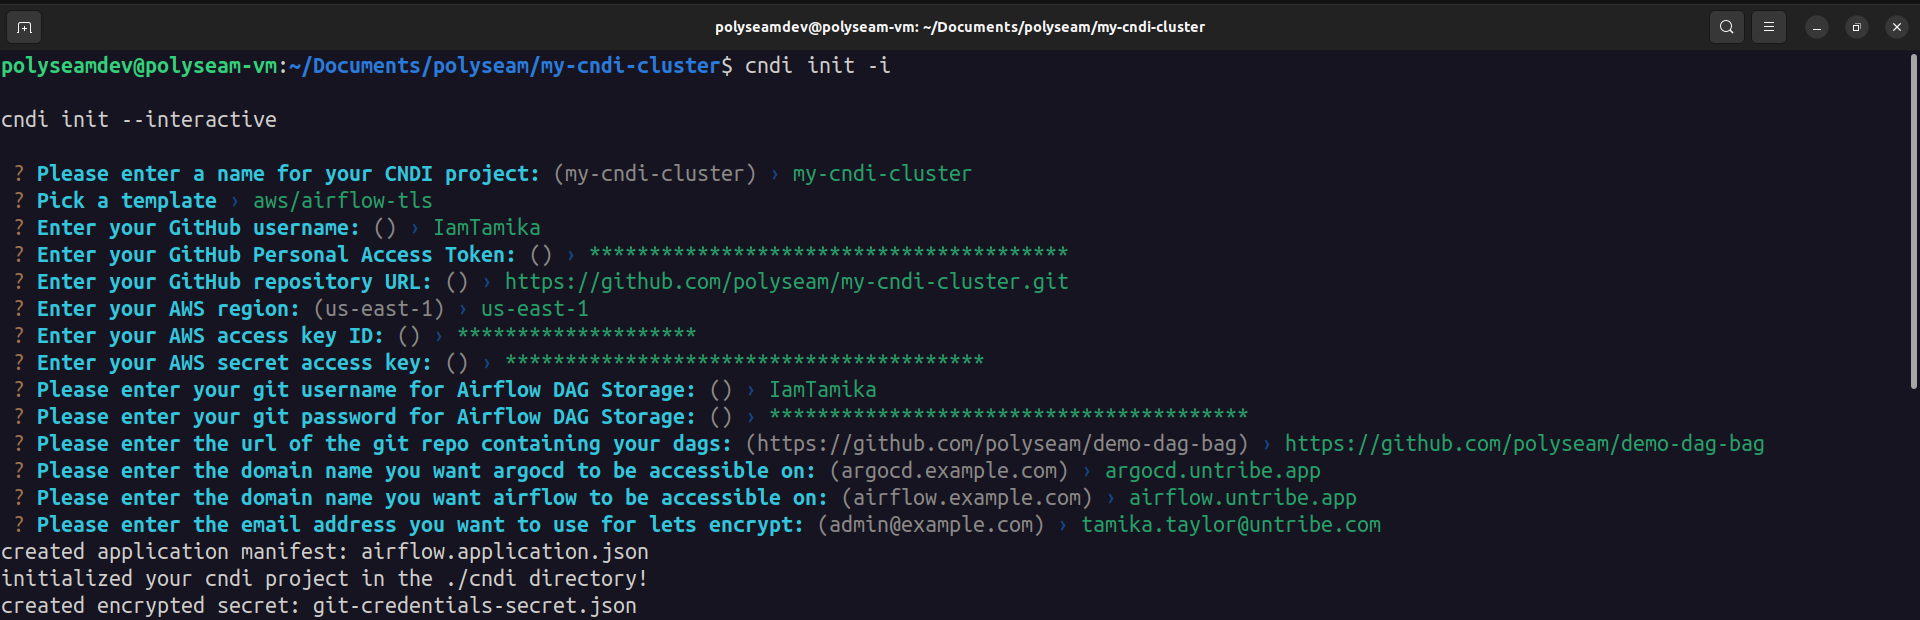 polyseamdev@polyseam-vm: ~/Documents/polyseam/my-cndi-cluster
polyseamdev@polyseam-vm:~/Documents/polyseam/my-cndi-cluster$ cndi init -i
cndi init --interactive
? Please enter a name for your CNDI project: (my-cndi-cluster) › my-cndi-cluster
? Pick a template › aws/airflow-tls
? Enter your GitHub username: () › IamTamika
? Enter your GitHub Personal Access Token: () › ****************************************
? Enter your GitHub repository URL: () › https://github.com/polyseam/my-cndi-cluster.git
? Enter your AWS region: (us-east-1) › us-east-1
? Enter your AWS access key ID: () › ********************
? Enter your AWS secret access key: () › ****************************************
? Please enter your git username for Airflow DAG Storage: () › IamTamika
? Please enter your git password for Airflow DAG Storage: () › ****************************************
? Please enter the url of the git repo containing your dags: (https://github.com/polyseam/demo-dag-bag) › https://github.com/polyseam/demo-dag-bag
? Please enter the domain name you want argocd to be accessible on: (argocd.example.com) › argocd.untribe.app
? Please enter the domain name you want airflow to be accessible on: (airflow.example.com) › airflow.untribe.app
? Please enter the email address you want to use for lets encrypt: (admin@example.com) › tamika.taylor@untribe.com
created application manifest: airflow.application.json
initialized your cndi project in the ./cndi directory!
created encrypted secret: git-credentials-secret.json